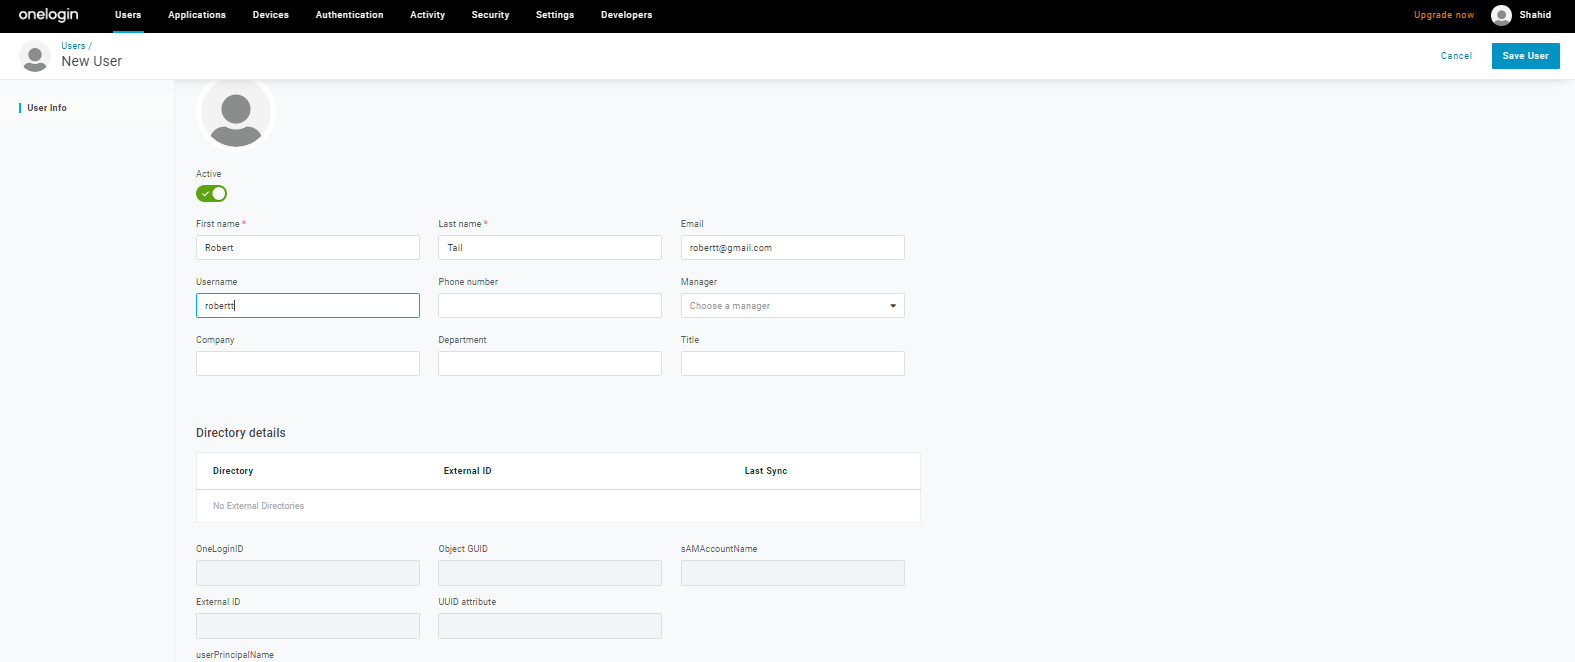 onelogin Users Applications Devices Authentication Activity Security Settings Developers Upgrade now Shahid
Users /
New User
Cancel Save User
User Info
Active
First name * Last name * Email
Robert Tail robertt@gmail.com
Username Phone number Manager
robertt Choose a manager
Company Department Title
Directory details
Directory External ID Last Sync
No External Directories
OneLoginID Object GUID sAMAccountName
External ID UUID attribute
userPrincipalName